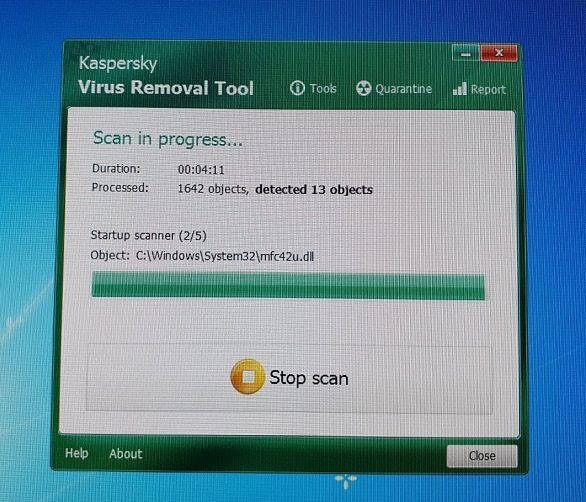 Kaspersky
Virus Removal Tool
Tools Quarantine Report
Scan in progress...
Duration: 00:04:11
Processed: 1642 objects, detected 13 objects
Startup scanner (2/5)
Object: C:\Windows\System32\mfc42u.dll
Stop scan
Help About Close